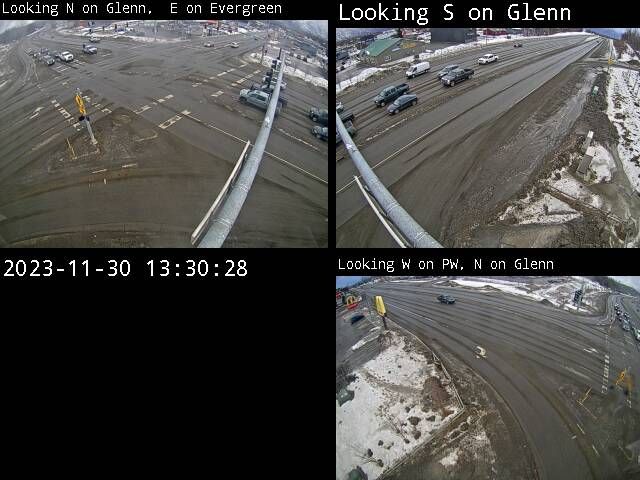 Looking N on Glenn,  E on Evergreen
Looking S on Glenn
2023-11-30 13:30:28
Looking W on PW, N on Glenn